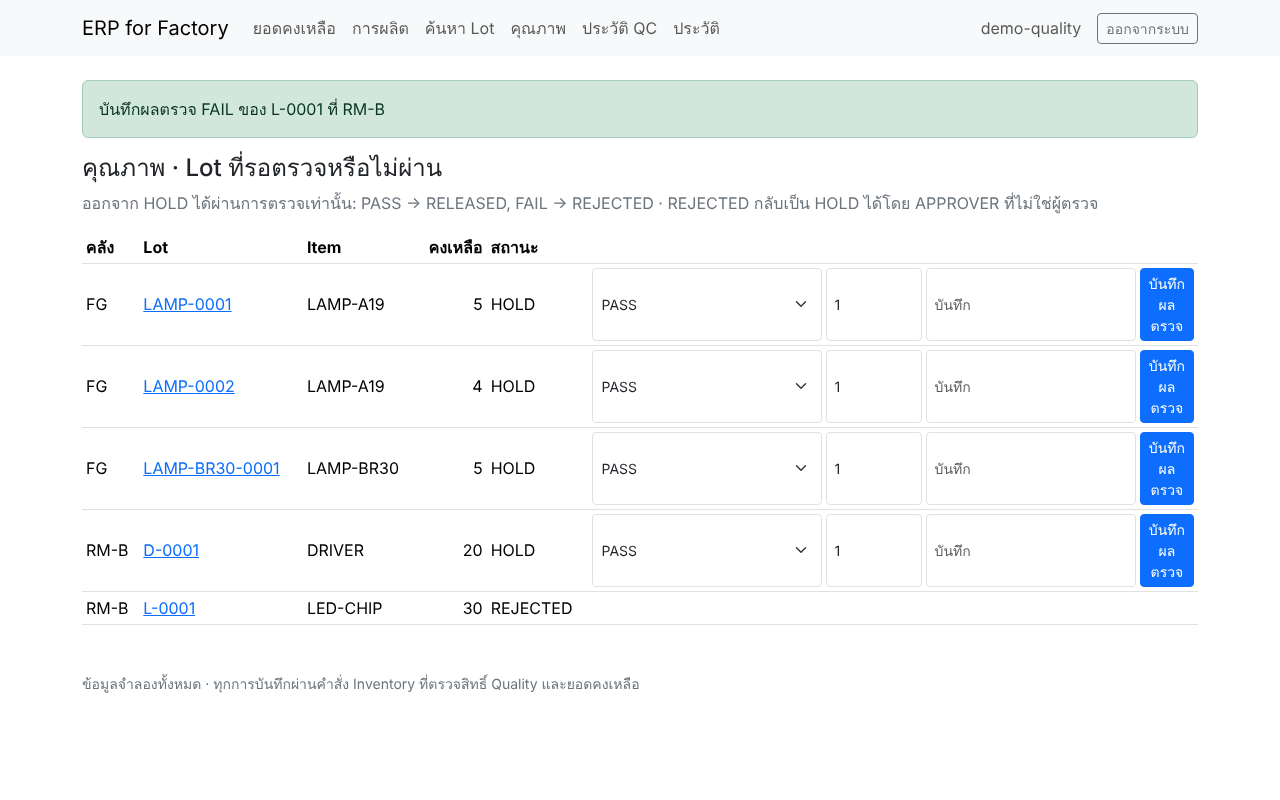 ERP for Factory ยอดคงเหลือ การผลิต ค้นหา Lot คุณภาพ ประวัติ QC ประวัติ demo-quality ออกจากระบบ
บันทึกผลตรวจ FAIL ของ L-0001 ที่ RM-B
คุณภาพ · Lot ที่รอตรวจหรือไม่ผ่าน
ออกจาก HOLD ได้ผ่านการตรวจเท่านั้น: PASS → RELEASED, FAIL → REJECTED · REJECTED กลับเป็น HOLD ได้โดย APPROVER ที่ไม่ใช่ผู้ตรวจ
คลัง Lot Item คงเหลือ สถานะ
FG LAMP-0001 LAMP-A19 5 HOLD PASS 1 บันทึก บันทึกผลตรวจ
FG LAMP-0002 LAMP-A19 4 HOLD PASS 1 บันทึก บันทึกผลตรวจ
FG LAMP-BR30-0001 LAMP-BR30 5 HOLD PASS 1 บันทึก บันทึกผลตรวจ
RM-B D-0001 DRIVER 20 HOLD PASS 1 บันทึก บันทึกผลตรวจ
RM-B L-0001 LED-CHIP 30 REJECTED
ข้อมูลจำลองทั้งหมด · ทุกการบันทึกผ่านคำสั่ง Inventory ที่ตรวจสิทธิ์ Quality และยอดคงเหลือ